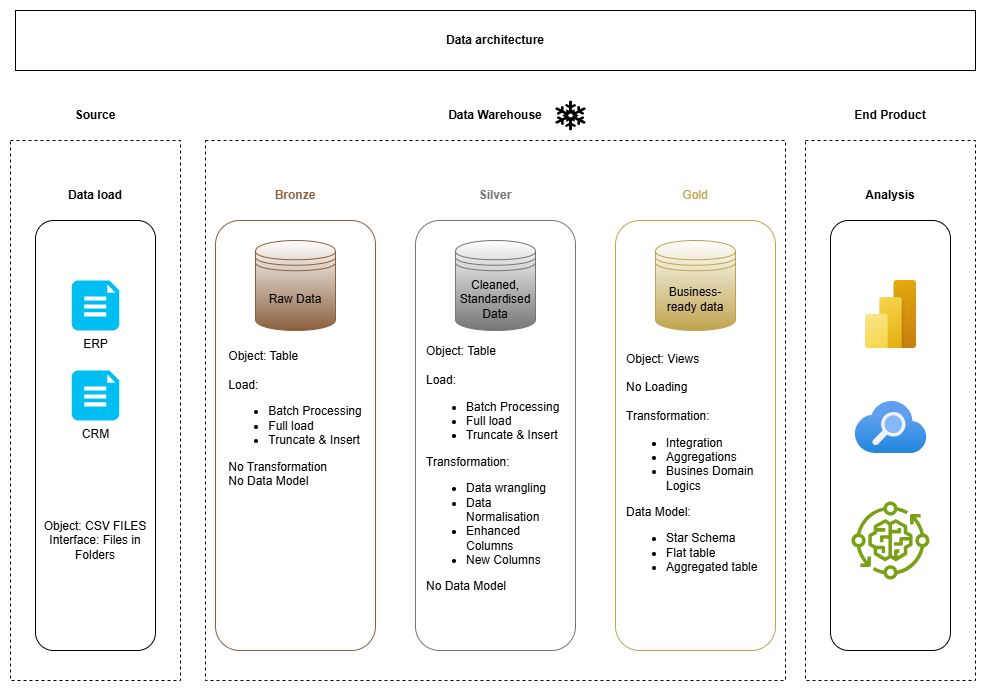 Data architecture
Source
Data Warehouse
End Product
Data load
ERP
CRM
Object: CSV FILES
Interface: Files in
Folders
Bronze
Raw Data
Object: Table
Load:
Batch Processing
Full load
Truncate & Insert
No Transformation
No Data Model
Silver
Cleaned,
Standardised
Data
Object: Table
Load:
Batch Processing
Full load
Truncate & Insert
Transformation:
Data wrangling
Data
Normalisation
Enhanced
Columns
New Columns
No Data Model
Gold
Business-
ready data
Object: Views
No Loading
Transformation:
Integration
Aggregations
Busines Domain
Logics
Data Model:
Star Schema
Flat table
Aggregated table
Analysis